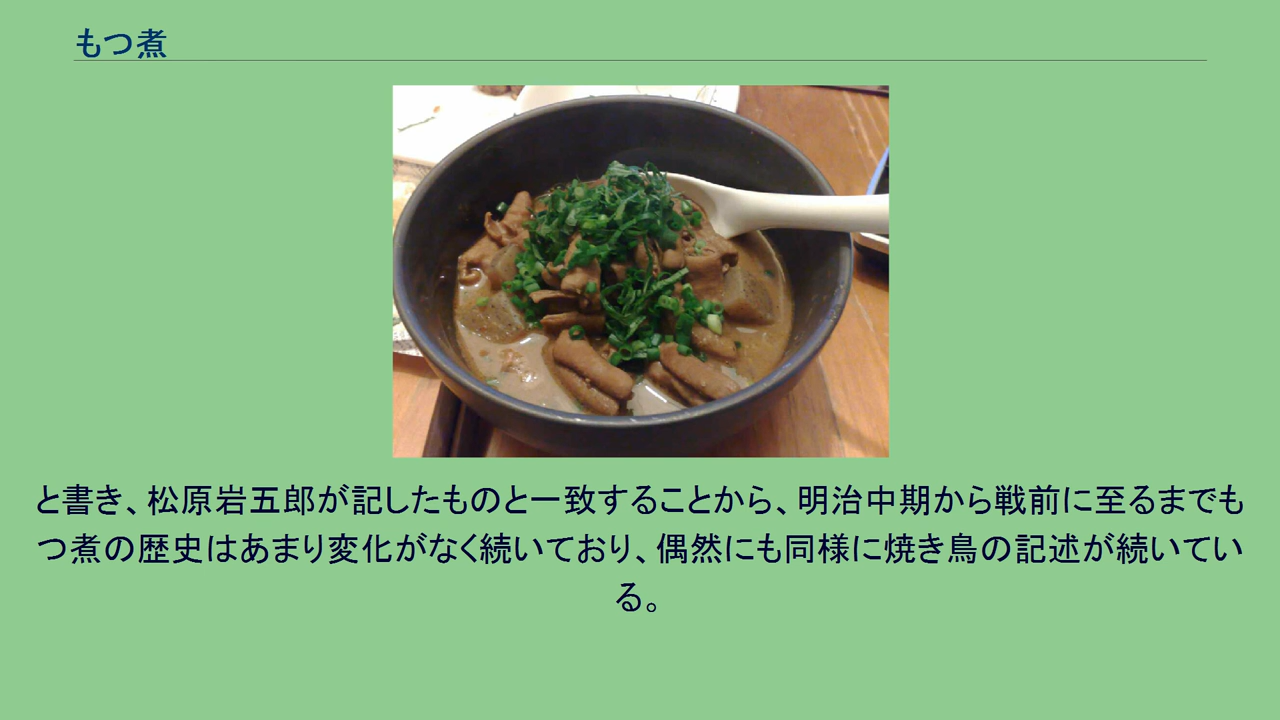 もつ煮
と書き、松原岩五郎が記したものと一致することから、明治中期から戦前に至るまでも
つ煮の歴史はあまり変化がなく続いており、偶然にも同様に焼き鳥の記述が続いてい
る。